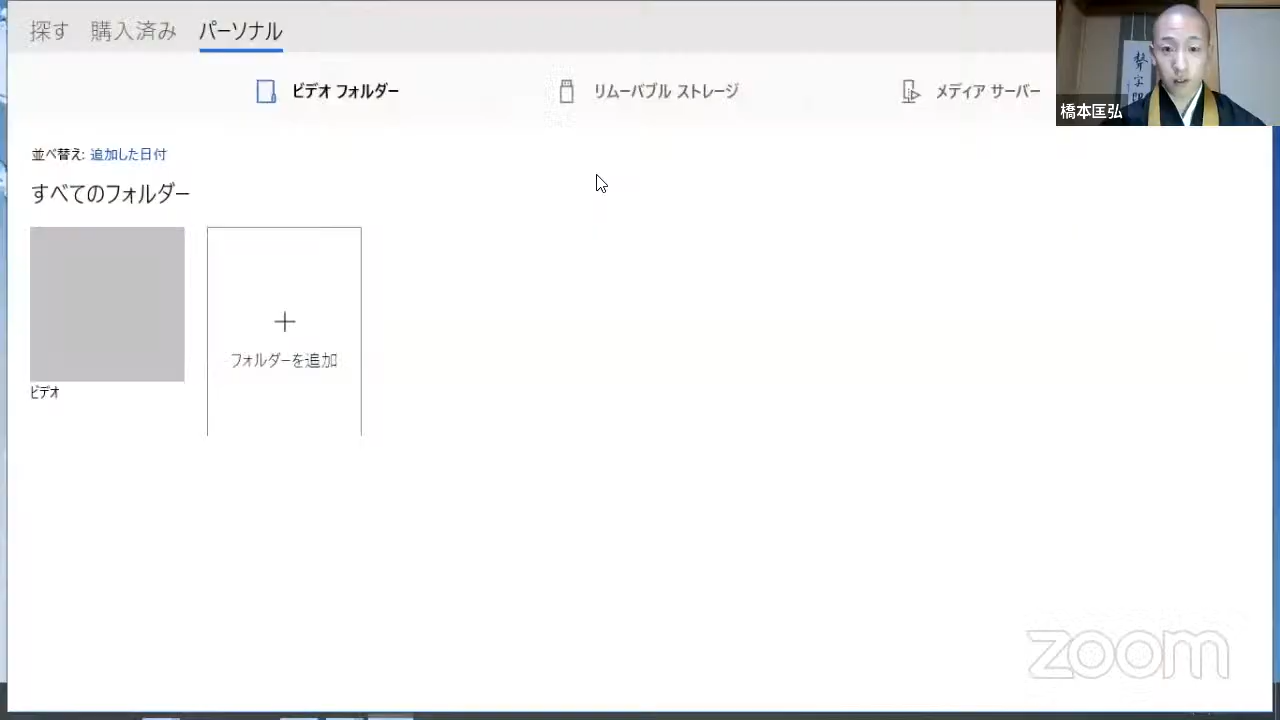 探す 購入済み パーソナル
ビデオ フォルダー リムーバブル ストレージ メディア サーバー
橋本匡弘
並べ替え: 追加した日付
すべてのフォルダー
フォルダーを追加
ビデオ
zoom